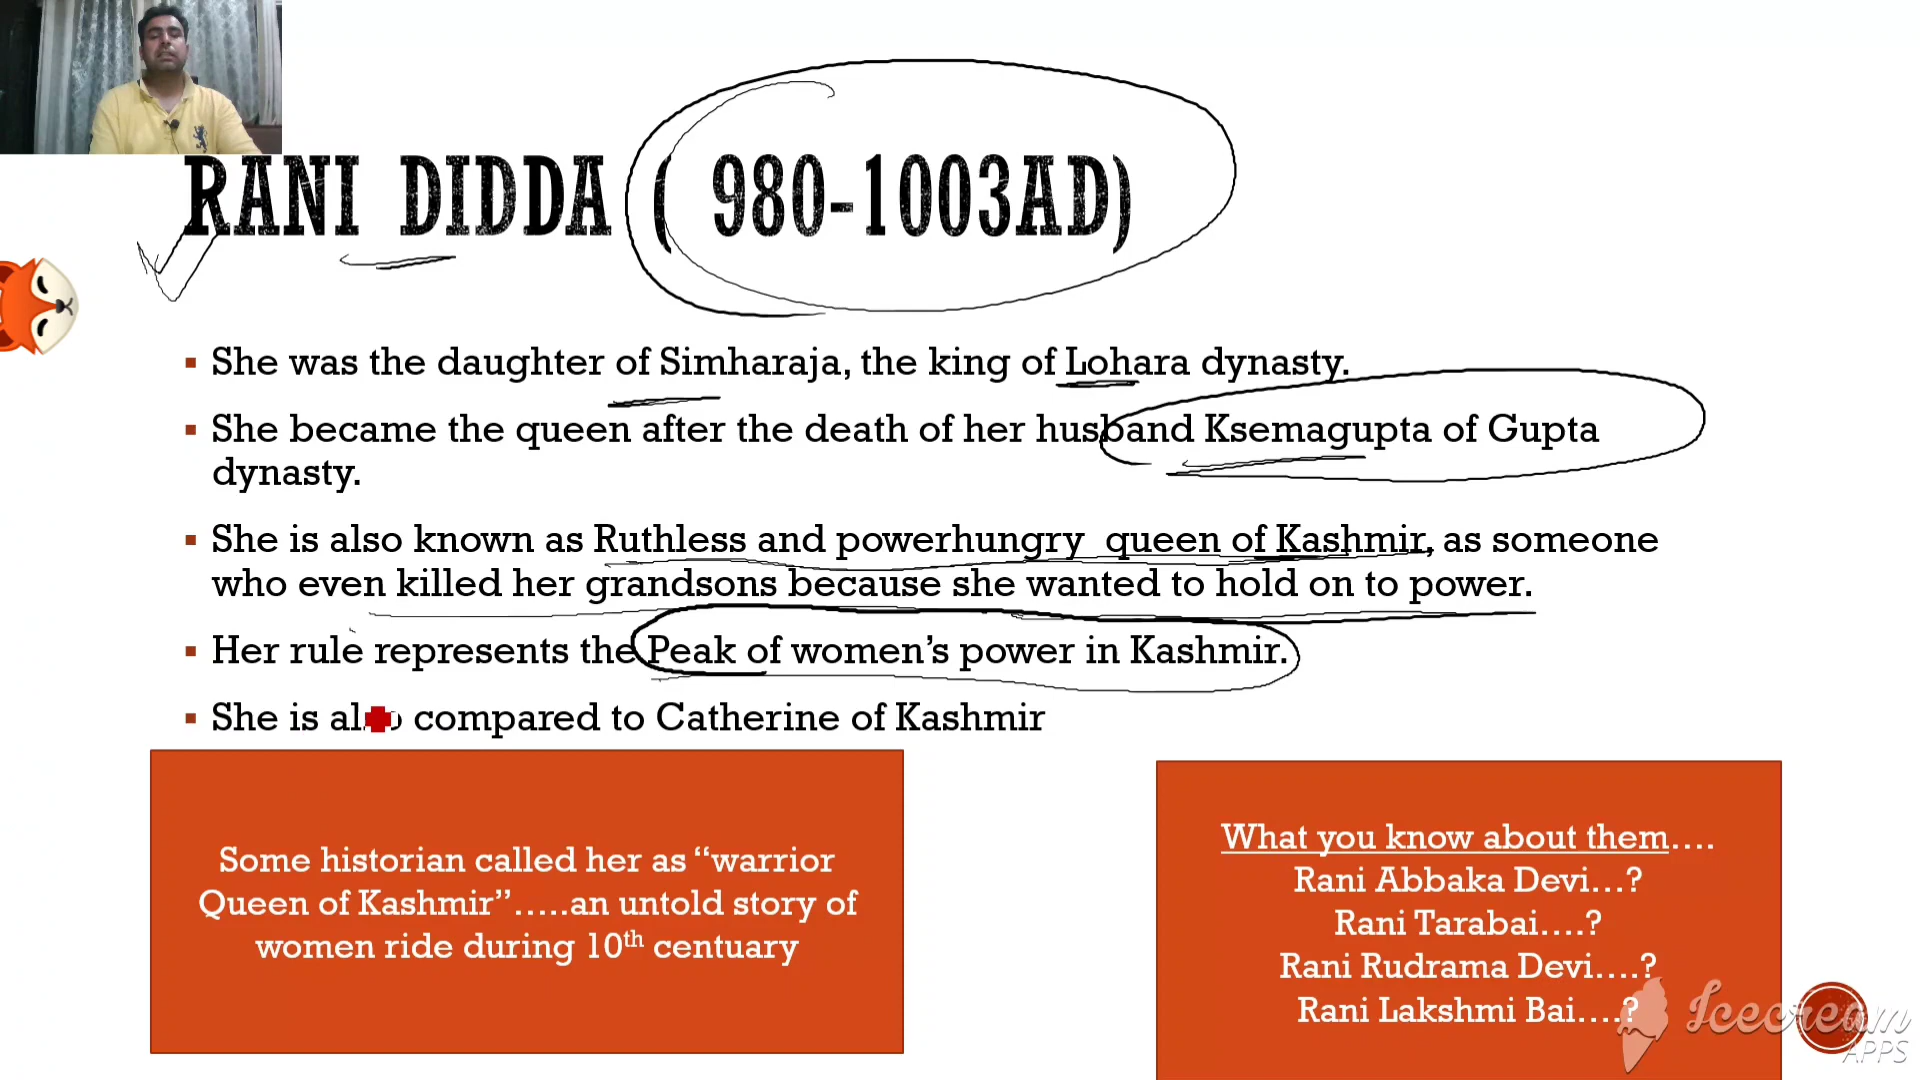 RANI DIDDA ( 980-1003AD)
▪ She was the daughter of Simharaja, the king of Lohara dynasty.
▪ She became the queen after the death of her husband Ksemagupta of Gupta
dynasty.
▪ She is also known as Ruthless and powerhungry queen of Kashmir, as someone
who even killed her grandsons because she wanted to hold on to power.
▪ Her rule represents the Peak of women’s power in Kashmir.
▪ She is also compared to Catherine of Kashmir
Some historian called her as “warrior
Queen of Kashmir”.....an untold story of
women ride during 10th centuary
What you know about them....
Rani Abbaka Devi...?
Rani Tarabai....?
Rani Rudrama Devi....?
Rani Lakshmi Bai....?
Icecream
APPS